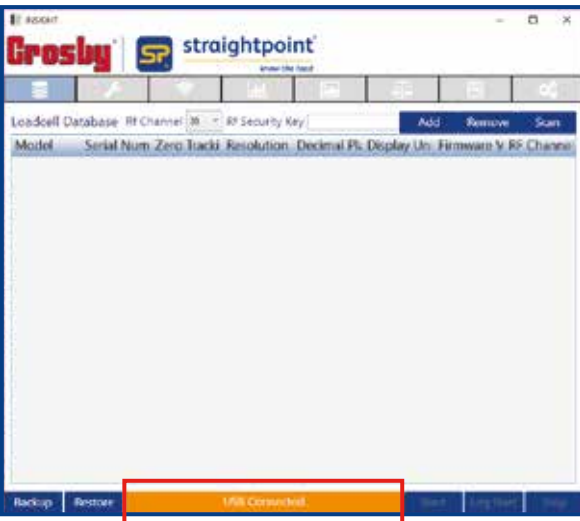 INSIGHT
Crosby SP straightpoint
know the load
Loadcell Database Rf Channel Rf Security Key Add Remove Scan
Model Serial Num Zero Tracki Resolution Decimal Pl Display Un Firmware V RF Channe
Backup Restore USB Connected Start Log Start Stop